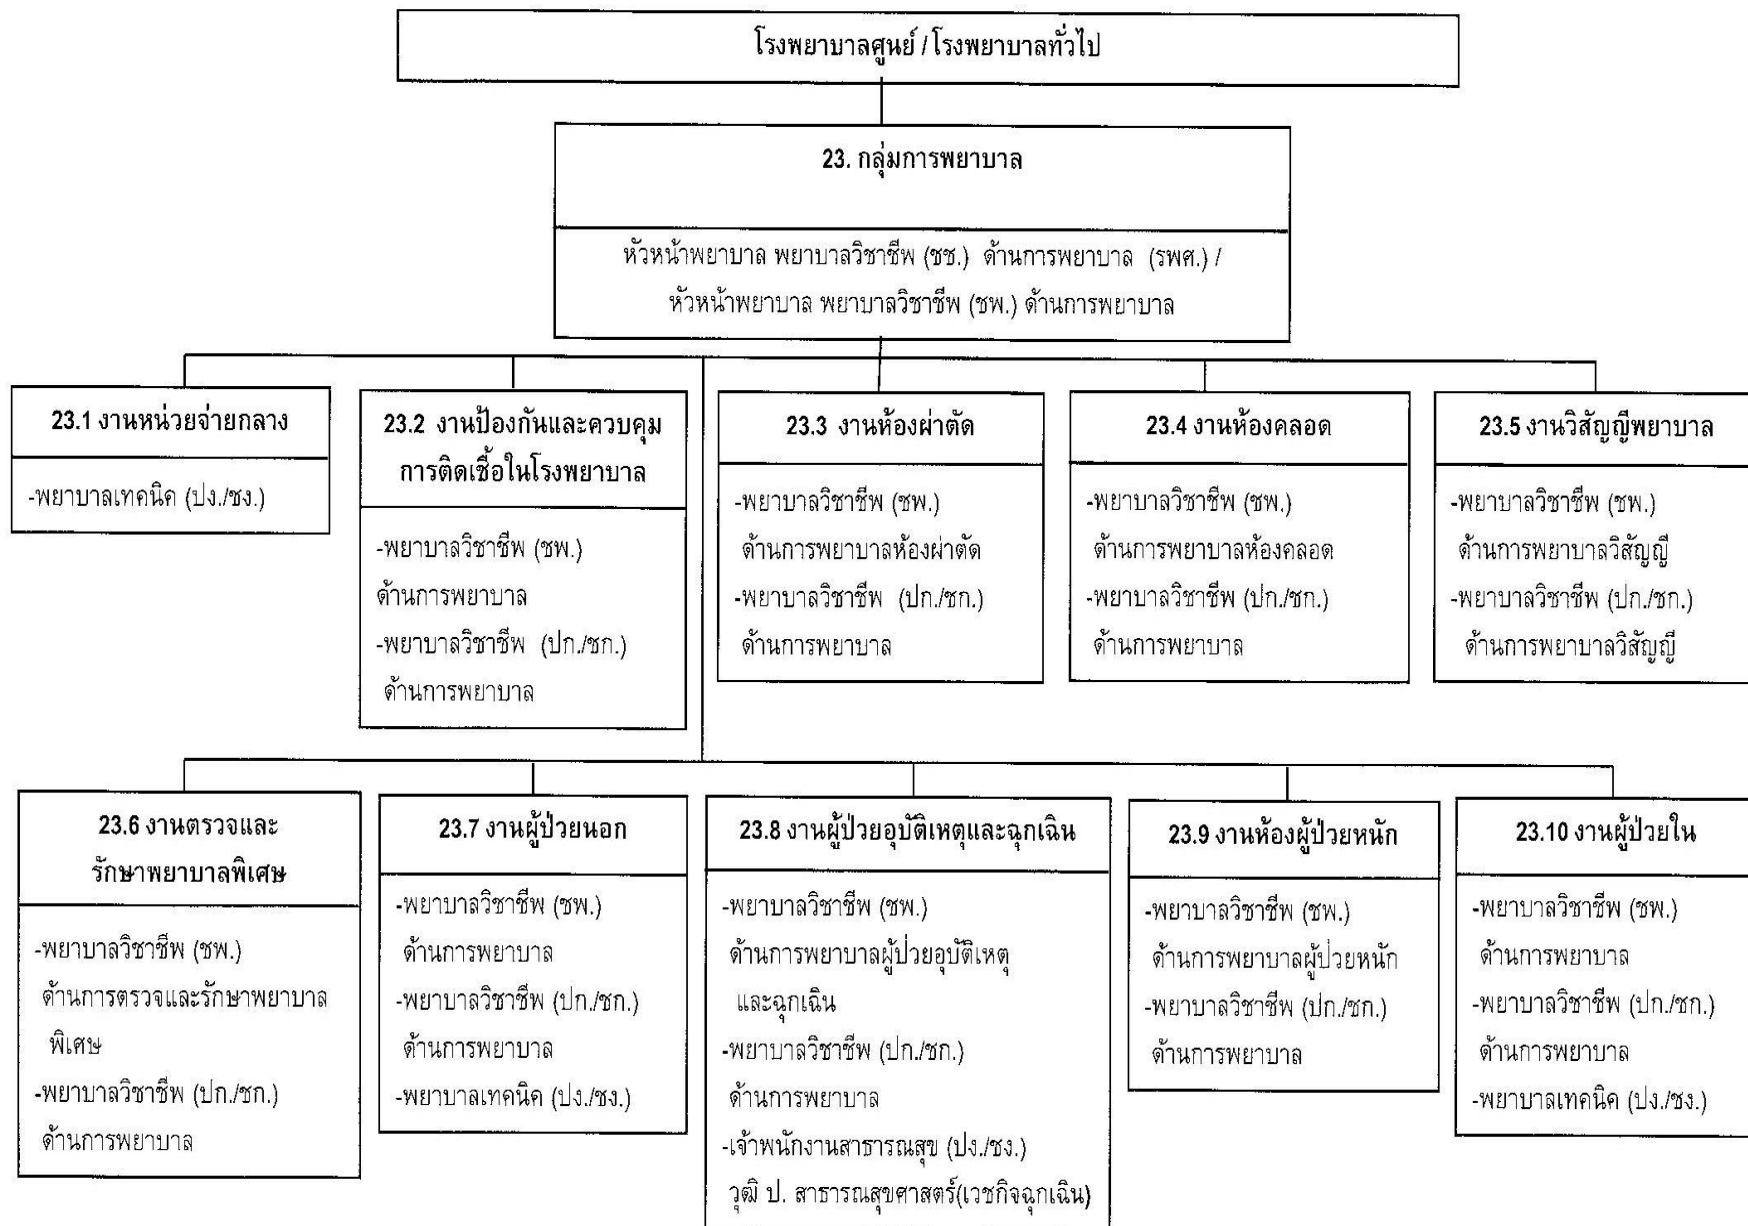 โรงพยาบาลศูนย์ / โรงพยาบาลทั่วไป
23. กลุ่มการพยาบาล
หัวหน้าพยาบาล พยาบาลวิชาชีพ (ชช.) ด้านการพยาบาล (รพศ.) /
หัวหน้าพยาบาล พยาบาลวิชาชีพ (ชพ.) ด้านการพยาบาล
23.1 งานหน่วยจ่ายกลาง
-พยาบาลเทคนิค (ปง./ชง.)
23.2 งานป้องกันและควบคุม
การติดเชื้อในโรงพยาบาล
-พยาบาลวิชาชีพ (ชพ.)
ด้านการพยาบาล
-พยาบาลวิชาชีพ (ปก./ชก.)
ด้านการพยาบาล
23.3 งานห้องผ่าตัด
-พยาบาลวิชาชีพ (ชพ.)
ด้านการพยาบาลห้องผ่าตัด
-พยาบาลวิชาชีพ (ปก./ชก.)
ด้านการพยาบาล
23.4 งานห้องคลอด
-พยาบาลวิชาชีพ (ชพ.)
ด้านการพยาบาลห้องคลอด
-พยาบาลวิชาชีพ (ปก./ชก.)
ด้านการพยาบาล
23.5 งานวิสัญญีพยาบาล
-พยาบาลวิชาชีพ (ชพ.)
ด้านการพยาบาลวิสัญญี
-พยาบาลวิชาชีพ (ปก./ชก.)
ด้านการพยาบาลวิสัญญี
23.6 งานตรวจและ
รักษาพยาบาลพิเศษ
-พยาบาลวิชาชีพ (ชพ.)
ด้านการตรวจและรักษาพยาบาล
พิเศษ
-พยาบาลวิชาชีพ (ปก./ชก.)
ด้านการพยาบาล
23.7 งานผู้ป่วยนอก
-พยาบาลวิชาชีพ (ชพ.)
ด้านการพยาบาล
-พยาบาลวิชาชีพ (ปก./ชก.)
ด้านการพยาบาล
-พยาบาลเทคนิค (ปง./ชง.)
23.8 งานผู้ป่วยอุบัติเหตุและฉุกเฉิน
-พยาบาลวิชาชีพ (ชพ.)
ด้านการพยาบาลผู้ป่วยอุบัติเหตุ
และฉุกเฉิน
-พยาบาลวิชาชีพ (ปก./ชก.)
ด้านการพยาบาล
-เจ้าพนักงานสาธารณสุข (ปง./ชง.)
วุฒิ ป. สาธารณสุขศาสตร์(เวชกิจฉุกเฉิน)
23.9 งานห้องผู้ป่วยหนัก
-พยาบาลวิชาชีพ (ชพ.)
ด้านการพยาบาลผู้ป่วยหนัก
-พยาบาลวิชาชีพ (ปก./ชก.)
ด้านการพยาบาล
23.10 งานผู้ป่วยใน
-พยาบาลวิชาชีพ (ชพ.)
ด้านการพยาบาล
-พยาบาลวิชาชีพ (ปก./ชก.)
ด้านการพยาบาล
-พยาบาลเทคนิค (ปง./ชง.)